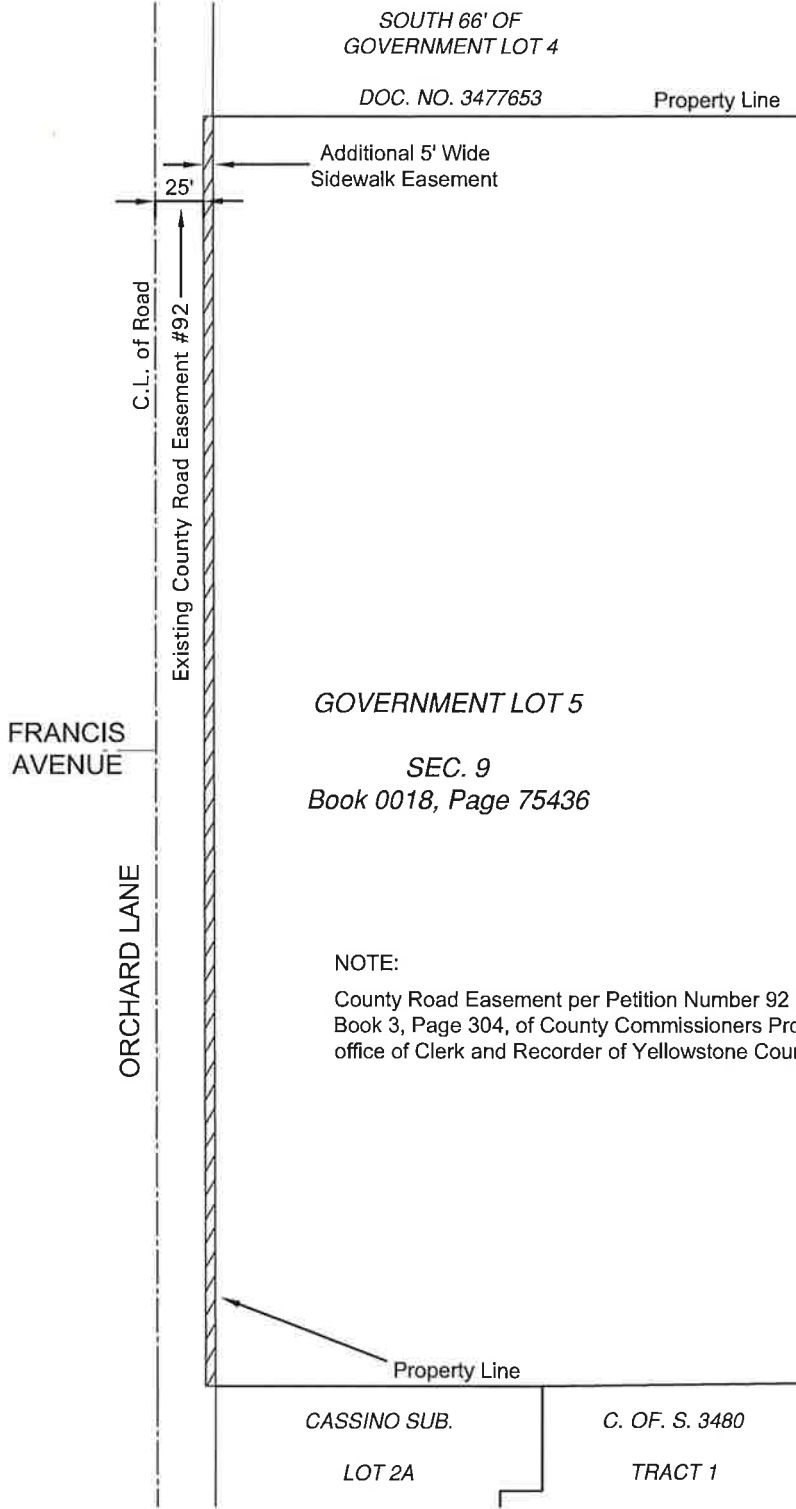 SOUTH 66' OF
GOVERNMENT LOT 4
DOC. NO. 3477653
Property Line
Additional 5' Wide
Sidewalk Easement
25'
C.L. of Road
Existing County Road Easement #92
GOVERNMENT LOT 5
SEC. 9
Book 0018, Page 75436
FRANCIS
AVENUE
ORCHARD LANE
NOTE:
County Road Easement per Petition Number 92
Book 3, Page 304, of County Commissioners Pro
office of Clerk and Recorder of Yellowstone Cour
Property Line
CASSINO SUB.
LOT 2A
C. OF. S. 3480
TRACT 1